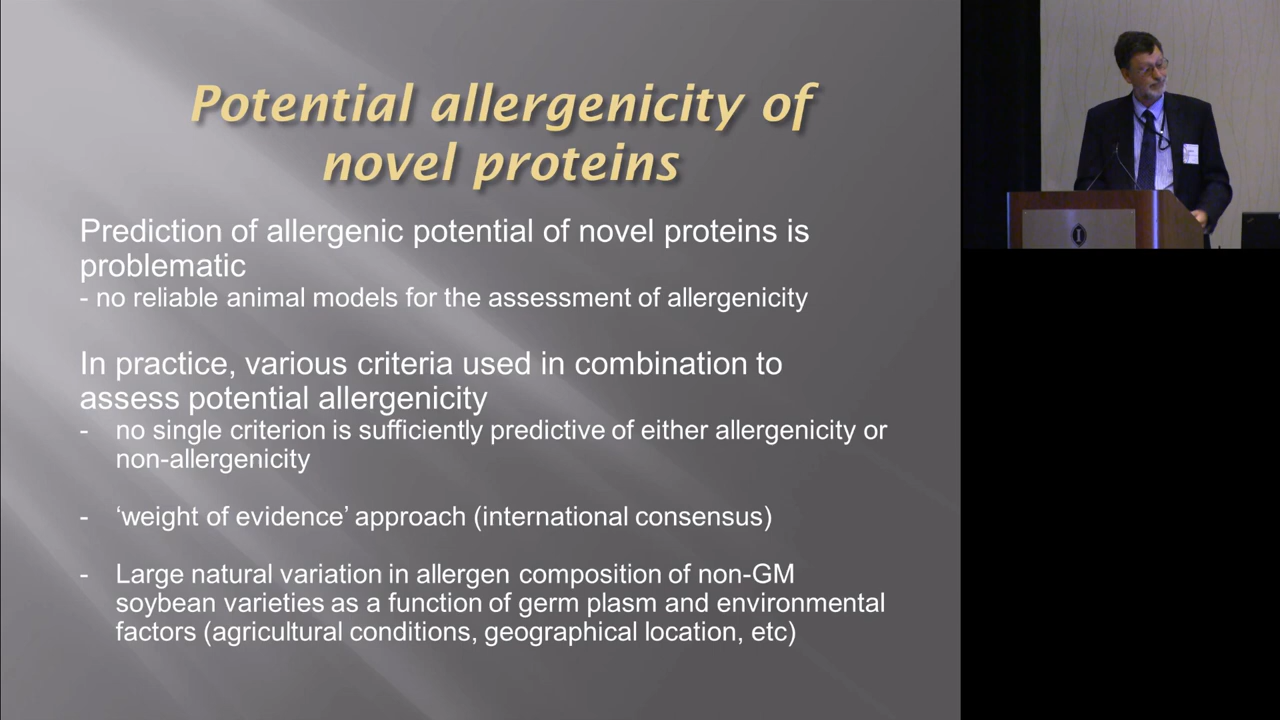 Potential allergenicity of
novel proteins
Prediction of allergenic potential of novel proteins is
problematic
- no reliable animal models for the assessment of allergenicity
In practice, various criteria used in combination to
assess potential allergenicity
- no single criterion is sufficiently predictive of either allergenicity or
non-allergenicity
- ‘weight of evidence’ approach (international consensus)
- Large natural variation in allergen composition of non-GM
soybean varieties as a function of germ plasm and environmental
factors (agricultural conditions, geographical location, etc)